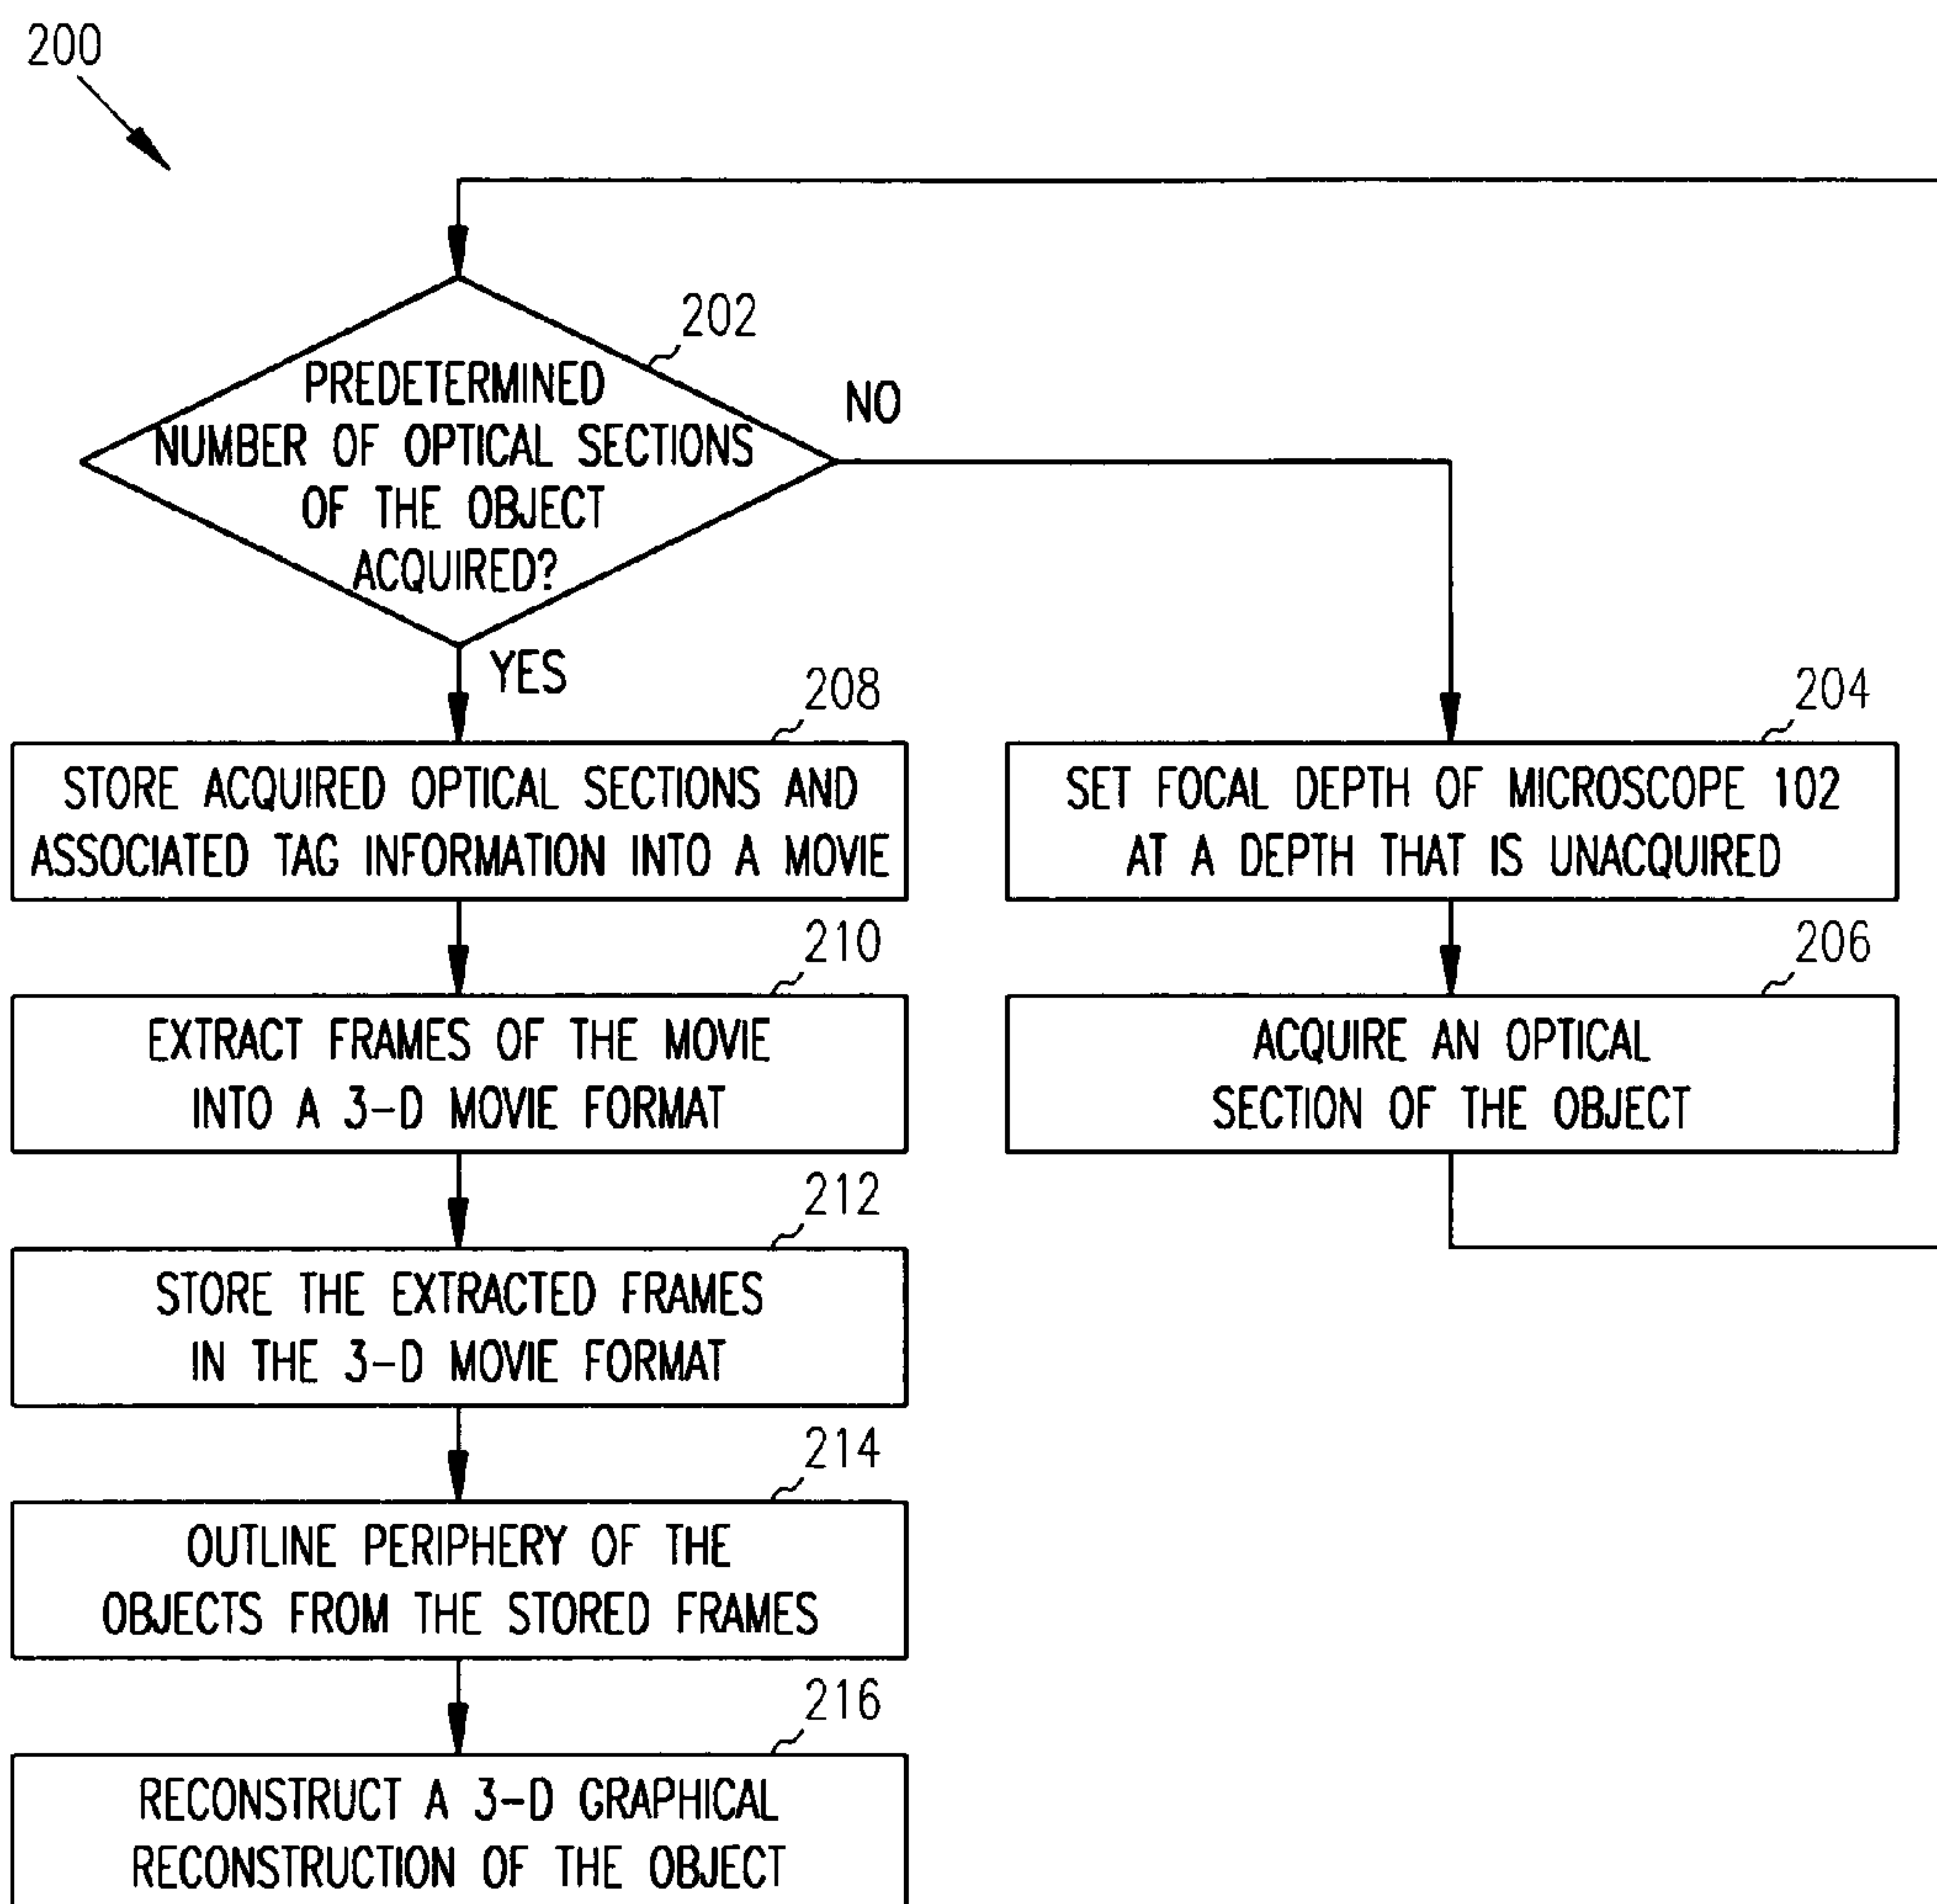 200
202
PREDETERMINED
NUMBER OF OPTICAL SECTIONS
OF THE OBJECT
ACQUIRED?
NO
YES
208
STORE ACQUIRED OPTICAL SECTIONS AND
ASSOCIATED TAG INFORMATION INTO A MOVIE
204
SET FOCAL DEPTH OF MICROSCOPE 102
AT A DEPTH THAT IS UNACQUIRED
210
EXTRACT FRAMES OF THE MOVIE
INTO A 3-D MOVIE FORMAT
206
ACQUIRE AN OPTICAL
SECTION OF THE OBJECT
212
STORE THE EXTRACTED FRAMES
IN THE 3-D MOVIE FORMAT
214
OUTLINE PERIPHERY OF THE
OBJECTS FROM THE STORED FRAMES
216
RECONSTRUCT A 3-D GRAPHICAL
RECONSTRUCTION OF THE OBJECT